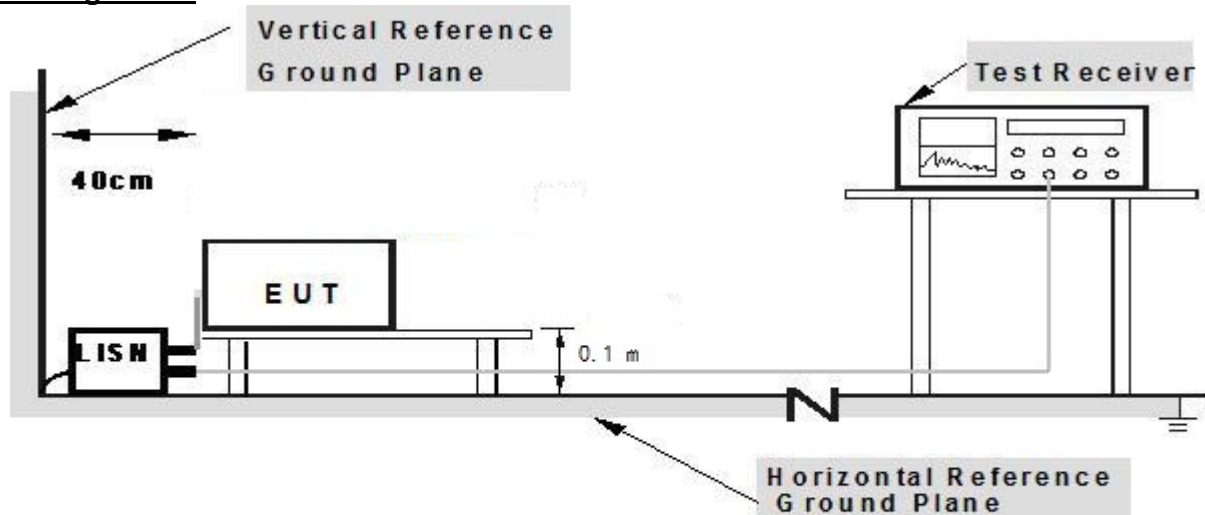 Vertical Reference
Ground Plane
Test Receiver
40cm
EUT
LISN
0.1 m
Horizontal Reference
Ground Plane